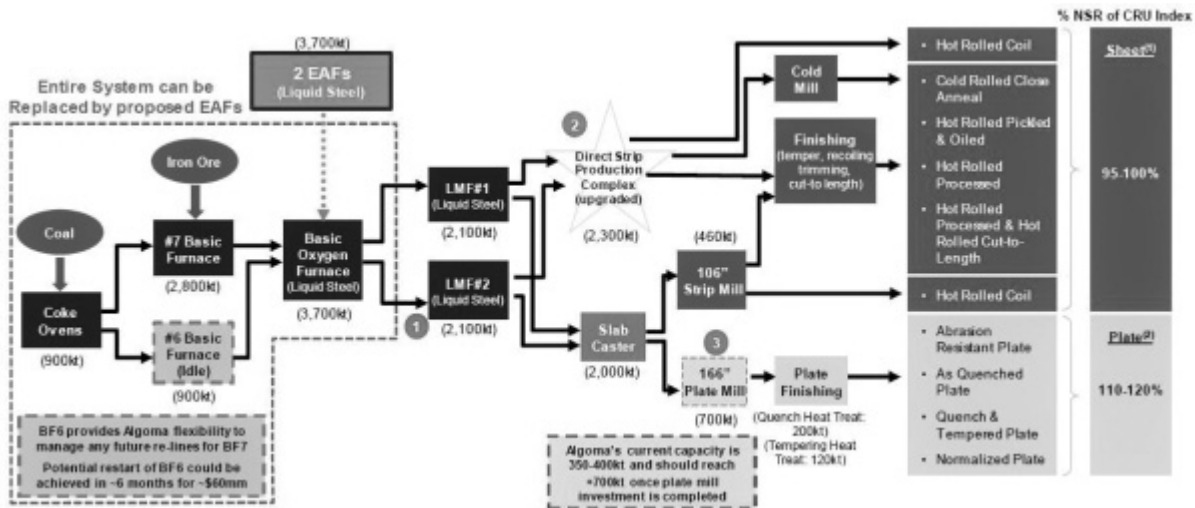 % NSR of CRU Index
(3,700kt)
2 EAFs
(Liquid Steel)
Entire System can be
Replaced by proposed EAFs
Iron Ore
Coal
#7 Basic
Furnace
(2,800kt)
Coke
Ovens
(900kt)
#6 Basic
Furnace
(Idle)
(900kt)
Basic
Oxygen
Furnace
(Liquid Steel)
(3,700kt)
BF6 provides Algoma flexibility to
manage any future re-lines for BF7
Potential restart of BF6 could be
achieved in ~6 months for ~$60mm
LMF#1
(Liquid Steel)
(2,100kt)
LMF#2
(Liquid Steel)
1
(2,100kt)
2
Direct Strip
Production
Complex
(upgraded)
(2,300kt)
Slab
Caster
(2,000kt)
Cold
Mill
Finishing
(temper, recoiling
trimming,
cut-to length)
(460kt)
106"
Strip Mill
3
166"
Plate Mill
(700kt)
Plate
Finishing
(Quench Heat Treat:
200kt)
(Tempering Heat
Treat: 120kt)
Algoma's current capacity is
350-400kt and should reach
~700kt once plate mill
investment is completed
• Hot Rolled Coil
• Cold Rolled Close
Anneal
• Hot Rolled Pickled
& Oiled
• Hot Rolled
Processed
• Hot Rolled
Processed & Hot
Rolled Cut-to-
Length
• Hot Rolled Coil
• Abrasion
Resistant Plate
• As Quenched
Plate
• Quench &
Tempered Plate
• Normalized Plate
Sheet(1)
95-100%
Plate(2)
110-120%